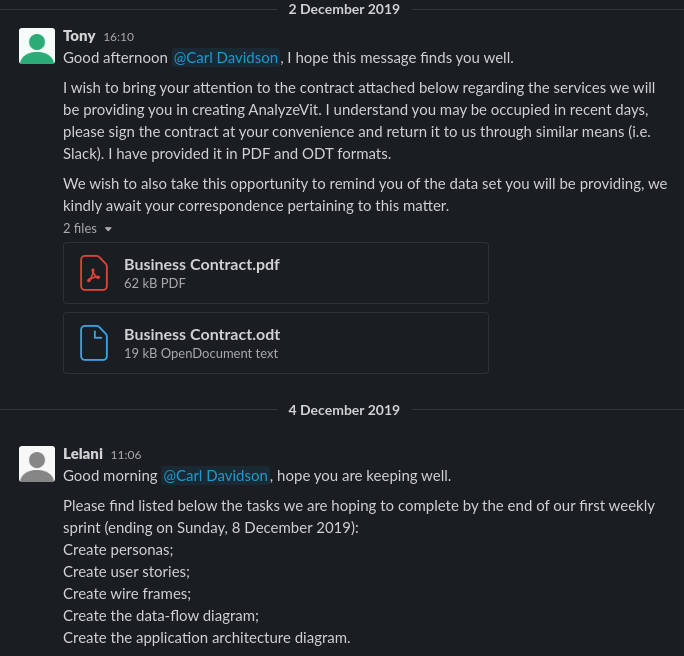 2 December 2019
Tony 16:10
Good afternoon @Carl Davidson, I hope this message finds you well.
I wish to bring your attention to the contract attached below regarding the services we will
be providing you in creating AnalyzeVit. I understand you may be occupied in recent days,
please sign the contract at your convenience and return it to us through similar means (i.e.
Slack). I have provided it in PDF and ODT formats.
We wish to also take this opportunity to remind you of the data set you will be providing, we
kindly await your correspondence pertaining to this matter.
2 files
Business Contract.pdf
62 kB PDF
Business Contract.odt
19 kB OpenDocument text
4 December 2019
Lelani 11:06
Good morning @Carl Davidson, hope you are keeping well.
Please find listed below the tasks we are hoping to complete by the end of our first weekly
sprint (ending on Sunday, 8 December 2019):
Create personas;
Create user stories;
Create wire frames;
Create the data-flow diagram;
Create the application architecture diagram.